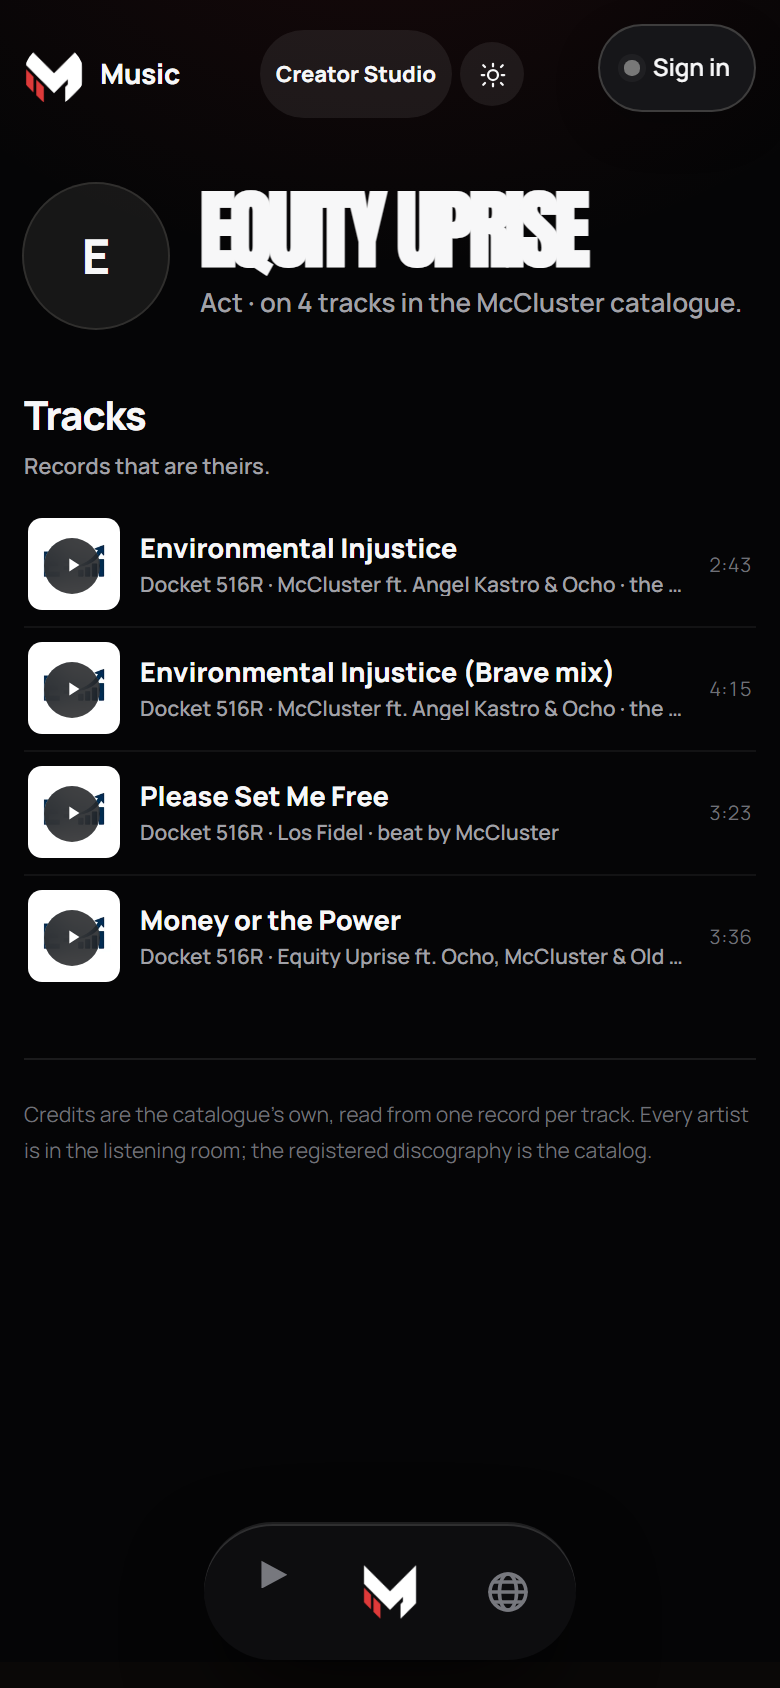 Music
Creator Studio
Sign in
E
EQUITY UPRISE
Act · on 4 tracks in the McCluster catalogue.
Tracks
Records that are theirs.
Environmental Injustice
Docket 516R · McCluster ft. Angel Kastro & Ocho · the ...
2:43
Environmental Injustice (Brave mix)
Docket 516R · McCluster ft. Angel Kastro & Ocho · the ...
4:15
Please Set Me Free
Docket 516R · Los Fidel · beat by McCluster
3:23
Money or the Power
Docket 516R · Equity Uprise ft. Ocho, McCluster & Old ...
3:36
Credits are the catalogue's own, read from one record per track. Every artist
is in the listening room; the registered discography is the catalog.